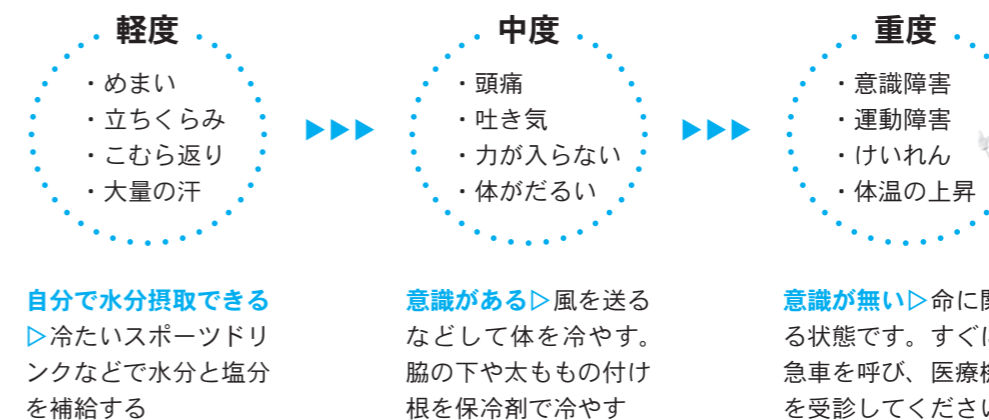 軽度
・めまい
・立ちくらみ
・こむら返り
・大量の汗
自分で水分摂取できる
▷冷たいスポーツドリ
ンクなどで水分と塩分
を補給する
中度
・頭痛
・吐き気
・力が入らない
・体がだるい
意識がある▷風を送る
などして体を冷やす。
脇の下や太ももの付け
根を保冷剤で冷やす
重度
・意識障害
・運動障害
・けいれん
・体温の上昇
意識が無い▷命に関
る状態です。すぐに
急車を呼び、医療機
を受診してください